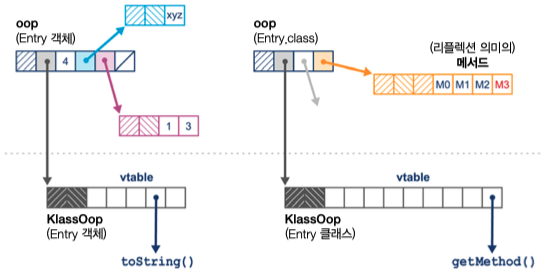 oop
(Entry 객체)
4
xyz
1 3
vtable
KlassOop
(Entry 객체)
toString()
oop
(Entry,class)
(리플렉션 의미의)
메서드
M0 M1 M2 M3
vtable
KlassOop
(Entry 클래스)
getMethod()